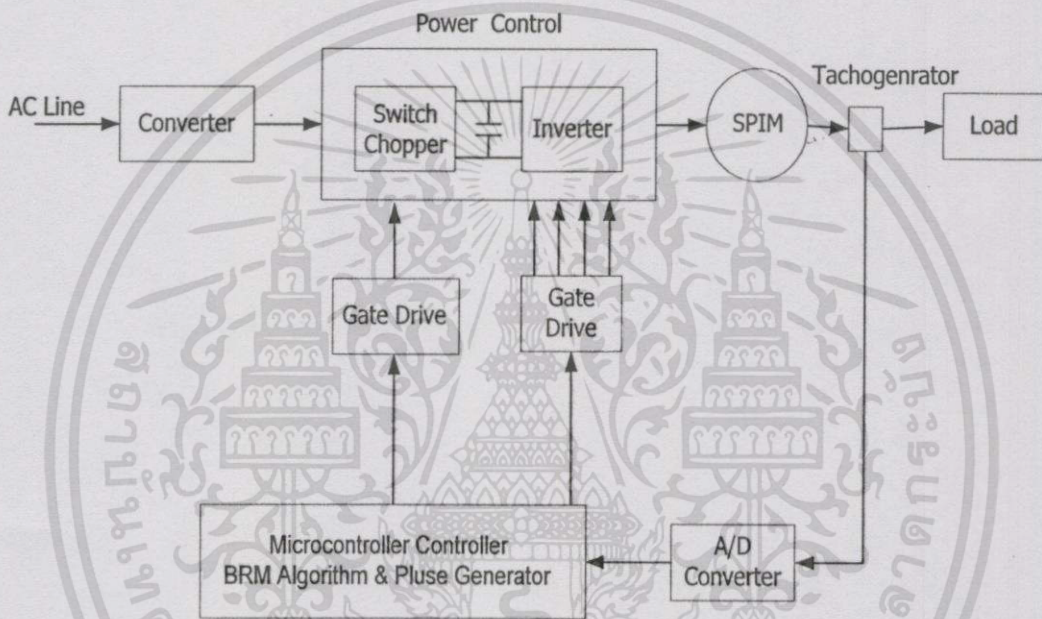 Power Control
Tachogenrator
AC Line
Converter
Switch
Chopper
Inverter
SPIM
Load
Gate Drive
Gate
Drive
Microcontroller Controller
BRM Algorithm & Pluse Generator
A/D
Converter